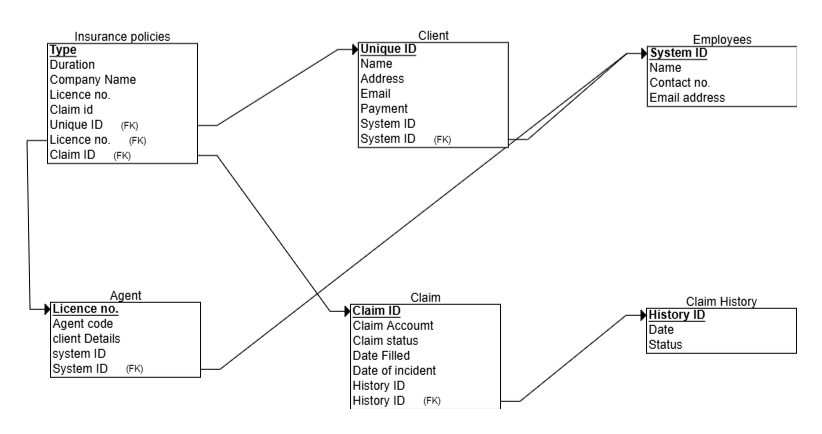 Insurance policies
Type
Duration
Company Name
Licence no.
Claim id
Unique ID (FK)
Licence no. (FK)
Claim ID (FK)
Client
Unique ID
Name
Address
Email
Payment
System ID
System ID (FK)
Employees
System ID
Name
Contact no.
Email address
Agent
Licence no.
Agent code
client Details
system ID
System ID (FK)
Claim
Claim ID
Claim Accoumt
Claim status
Date Filled
Date of incident
History ID
History ID (FK)
Claim History
History ID
Date
Status